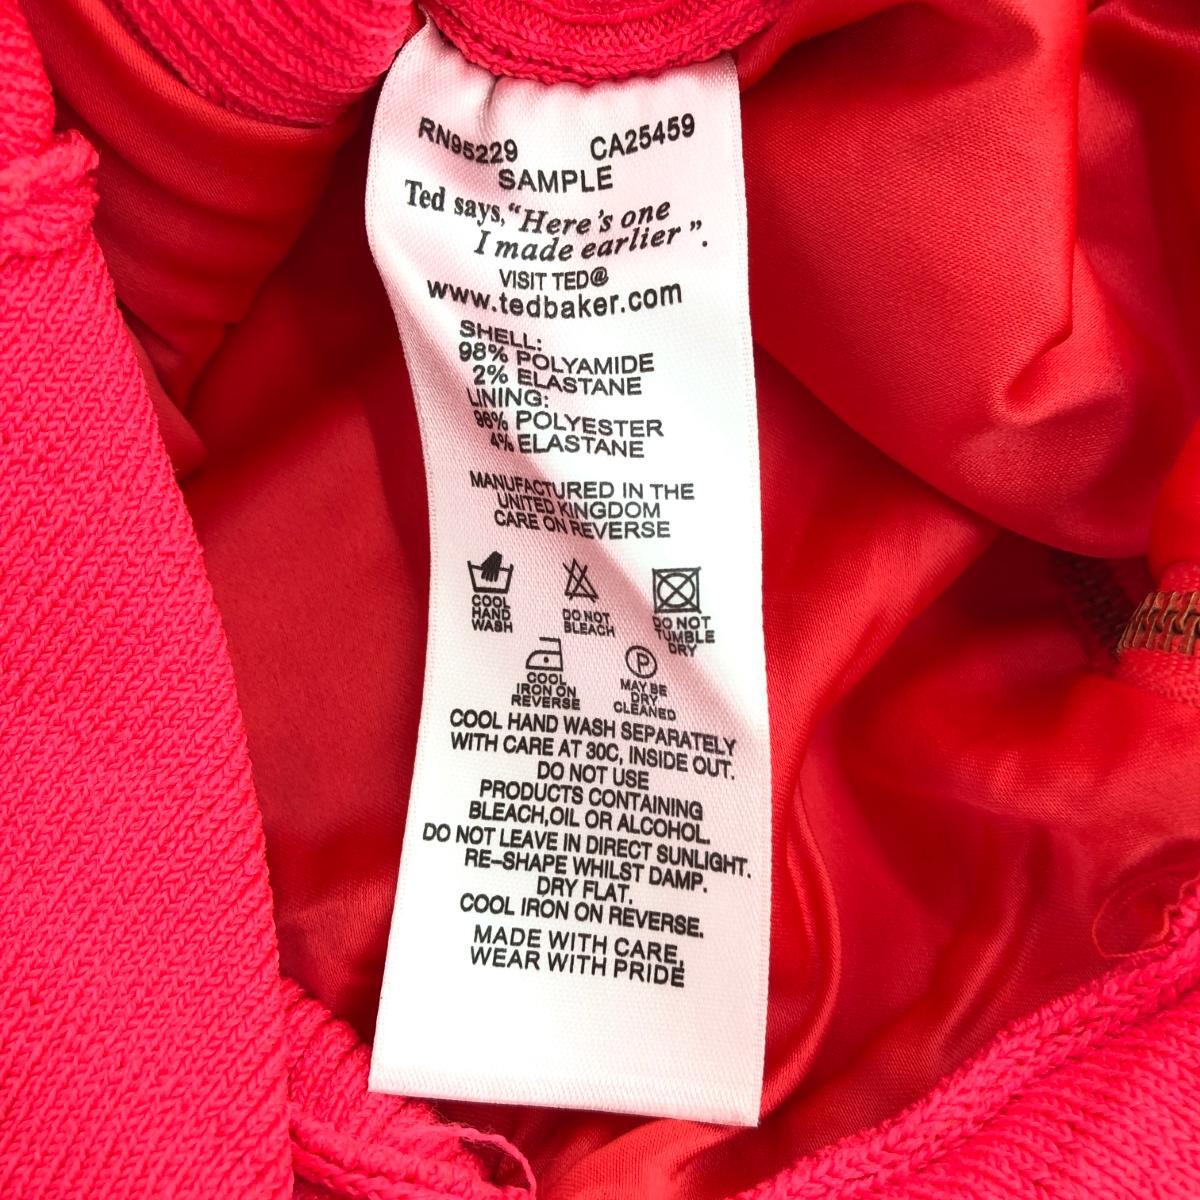 RN95229 CA25459
SAMPLE
Ted says, "Here's one
I made earlier ".
VISIT TED@
www.tedbaker.com
SHELL:
98% POLYAMIDE
2% ELASTANE
LINING:
96% POLYESTER
4% ELASTANE
MANUFACTURED IN THE
UNITED KINGDOM
CARE ON REVERSE
COOL
HAND
WASH
DO NOT
BLEACH
DO NOT
TUMBLE
DRY
COOL
IRON ON
REVERSE
P
MAY BE
DRY
CLEANED
COOL HAND WASH SEPARATELY
WITH CARE AT 30C, INSIDE OUT.
DO NOT USE
PRODUCTS CONTAINING
BLEACH,OIL OR ALCOHOL.
DO NOT LEAVE IN DIRECT SUNLIGHT.
RE-SHAPE WHILST DAMP.
DRY FLAT.
COOL IRON ON REVERSE.
MADE WITH CARE,
WEAR WITH PRIDE